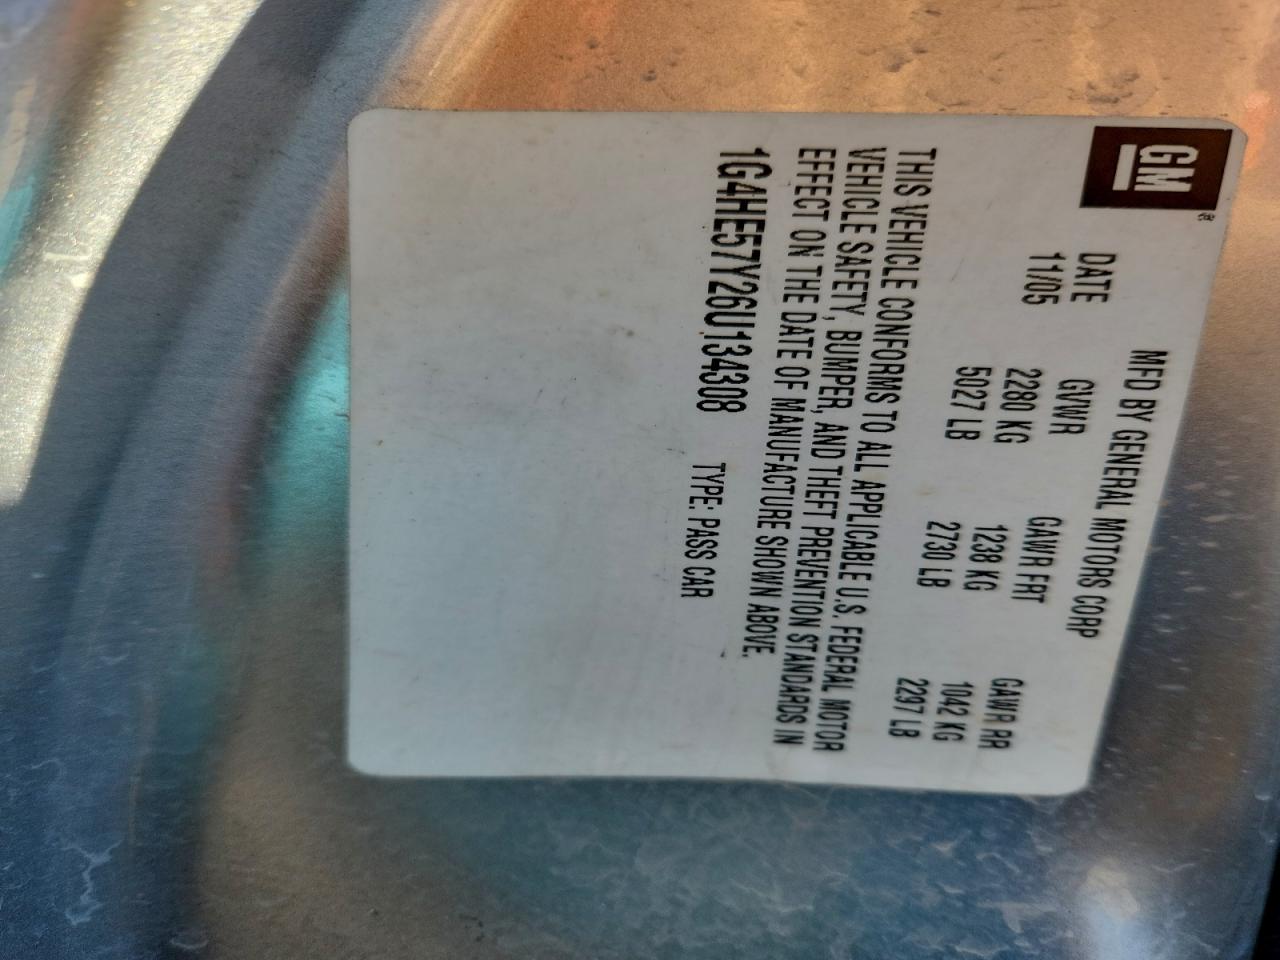 GM®
MFD BY GENERAL MOTORS CORP
DATE GVWR GAWR FRT GAWR RR
11/05 2280 KG 1238 KG 1042 KG
5027 LB 2730 LB 2297 LB
THIS VEHICLE CONFORMS TO ALL APPLICABLE U.S. FEDERAL MOTOR
VEHICLE SAFETY, BUMPER, AND THEFT PREVENTION STANDARDS IN
EFFECT ON THE DATE OF MANUFACTURE SHOWN ABOVE.
1G4HE57Y26U134308 TYPE: PASS CAR